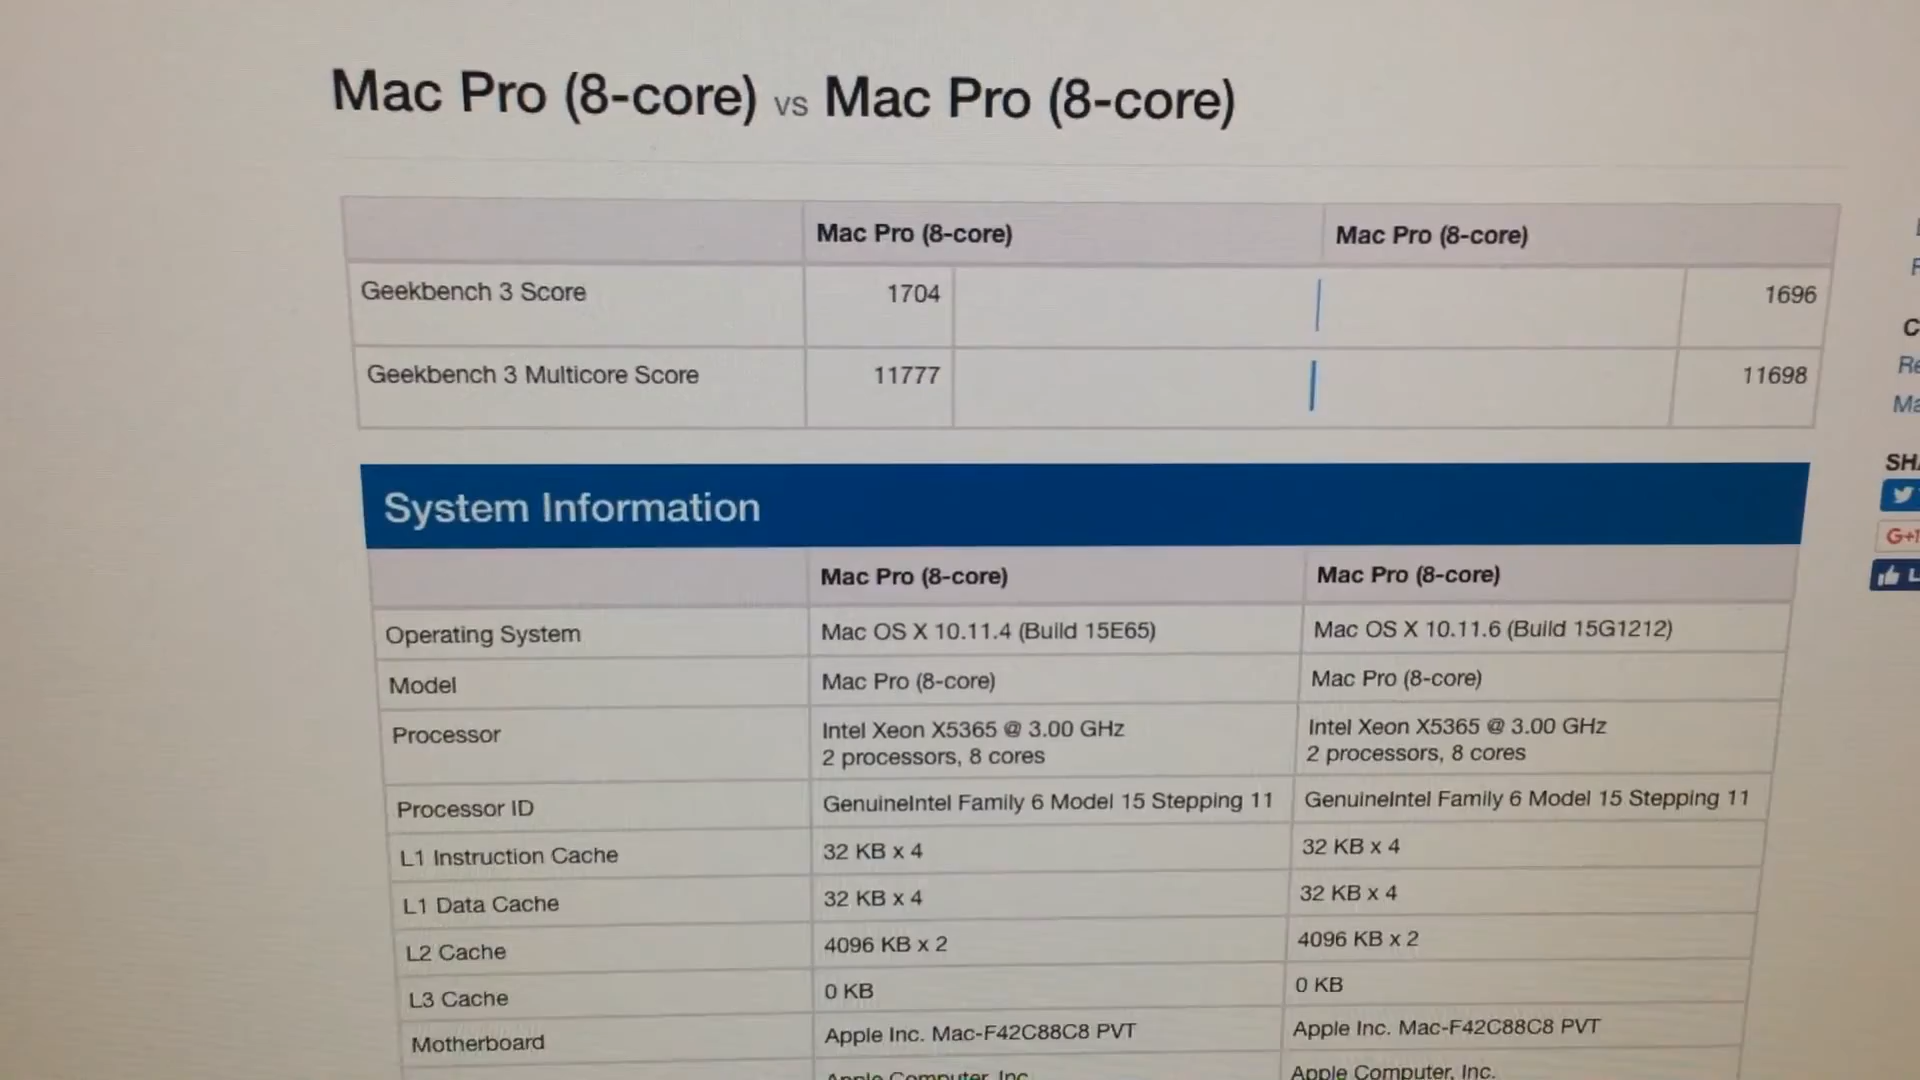 Mac Pro (8-core) vs Mac Pro (8-core)
Mac Pro (8-core) Mac Pro (8-core)
Geekbench 3 Score 1704 1696
Geekbench 3 Multicore Score 11777 11698
System Information
Mac Pro (8-core) Mac Pro (8-core)
Operating System Mac OS X 10.11.4 (Build 15E65) Mac OS X 10.11.6 (Build 15G1212)
Model Mac Pro (8-core) Mac Pro (8-core)
Processor Intel Xeon X5365 @ 3.00 GHz Intel Xeon X5365 @ 3.00 GHz
2 processors, 8 cores 2 processors, 8 cores
Processor ID GenuineIntel Family 6 Model 15 Stepping 11 GenuineIntel Family 6 Model 15 Stepping 11
L1 Instruction Cache 32 KB x 4 32 KB x 4
L1 Data Cache 32 KB x 4 32 KB x 4
L2 Cache 4096 KB x 2 4096 KB x 2
L3 Cache 0 KB 0 KB
Motherboard Apple Inc. Mac-F42C88C8 PVT Apple Inc. Mac-F42C88C8 PVT
Apple Computer, Inc. Apple Computer, Inc.
Re
Ma
SHA
G+1
L